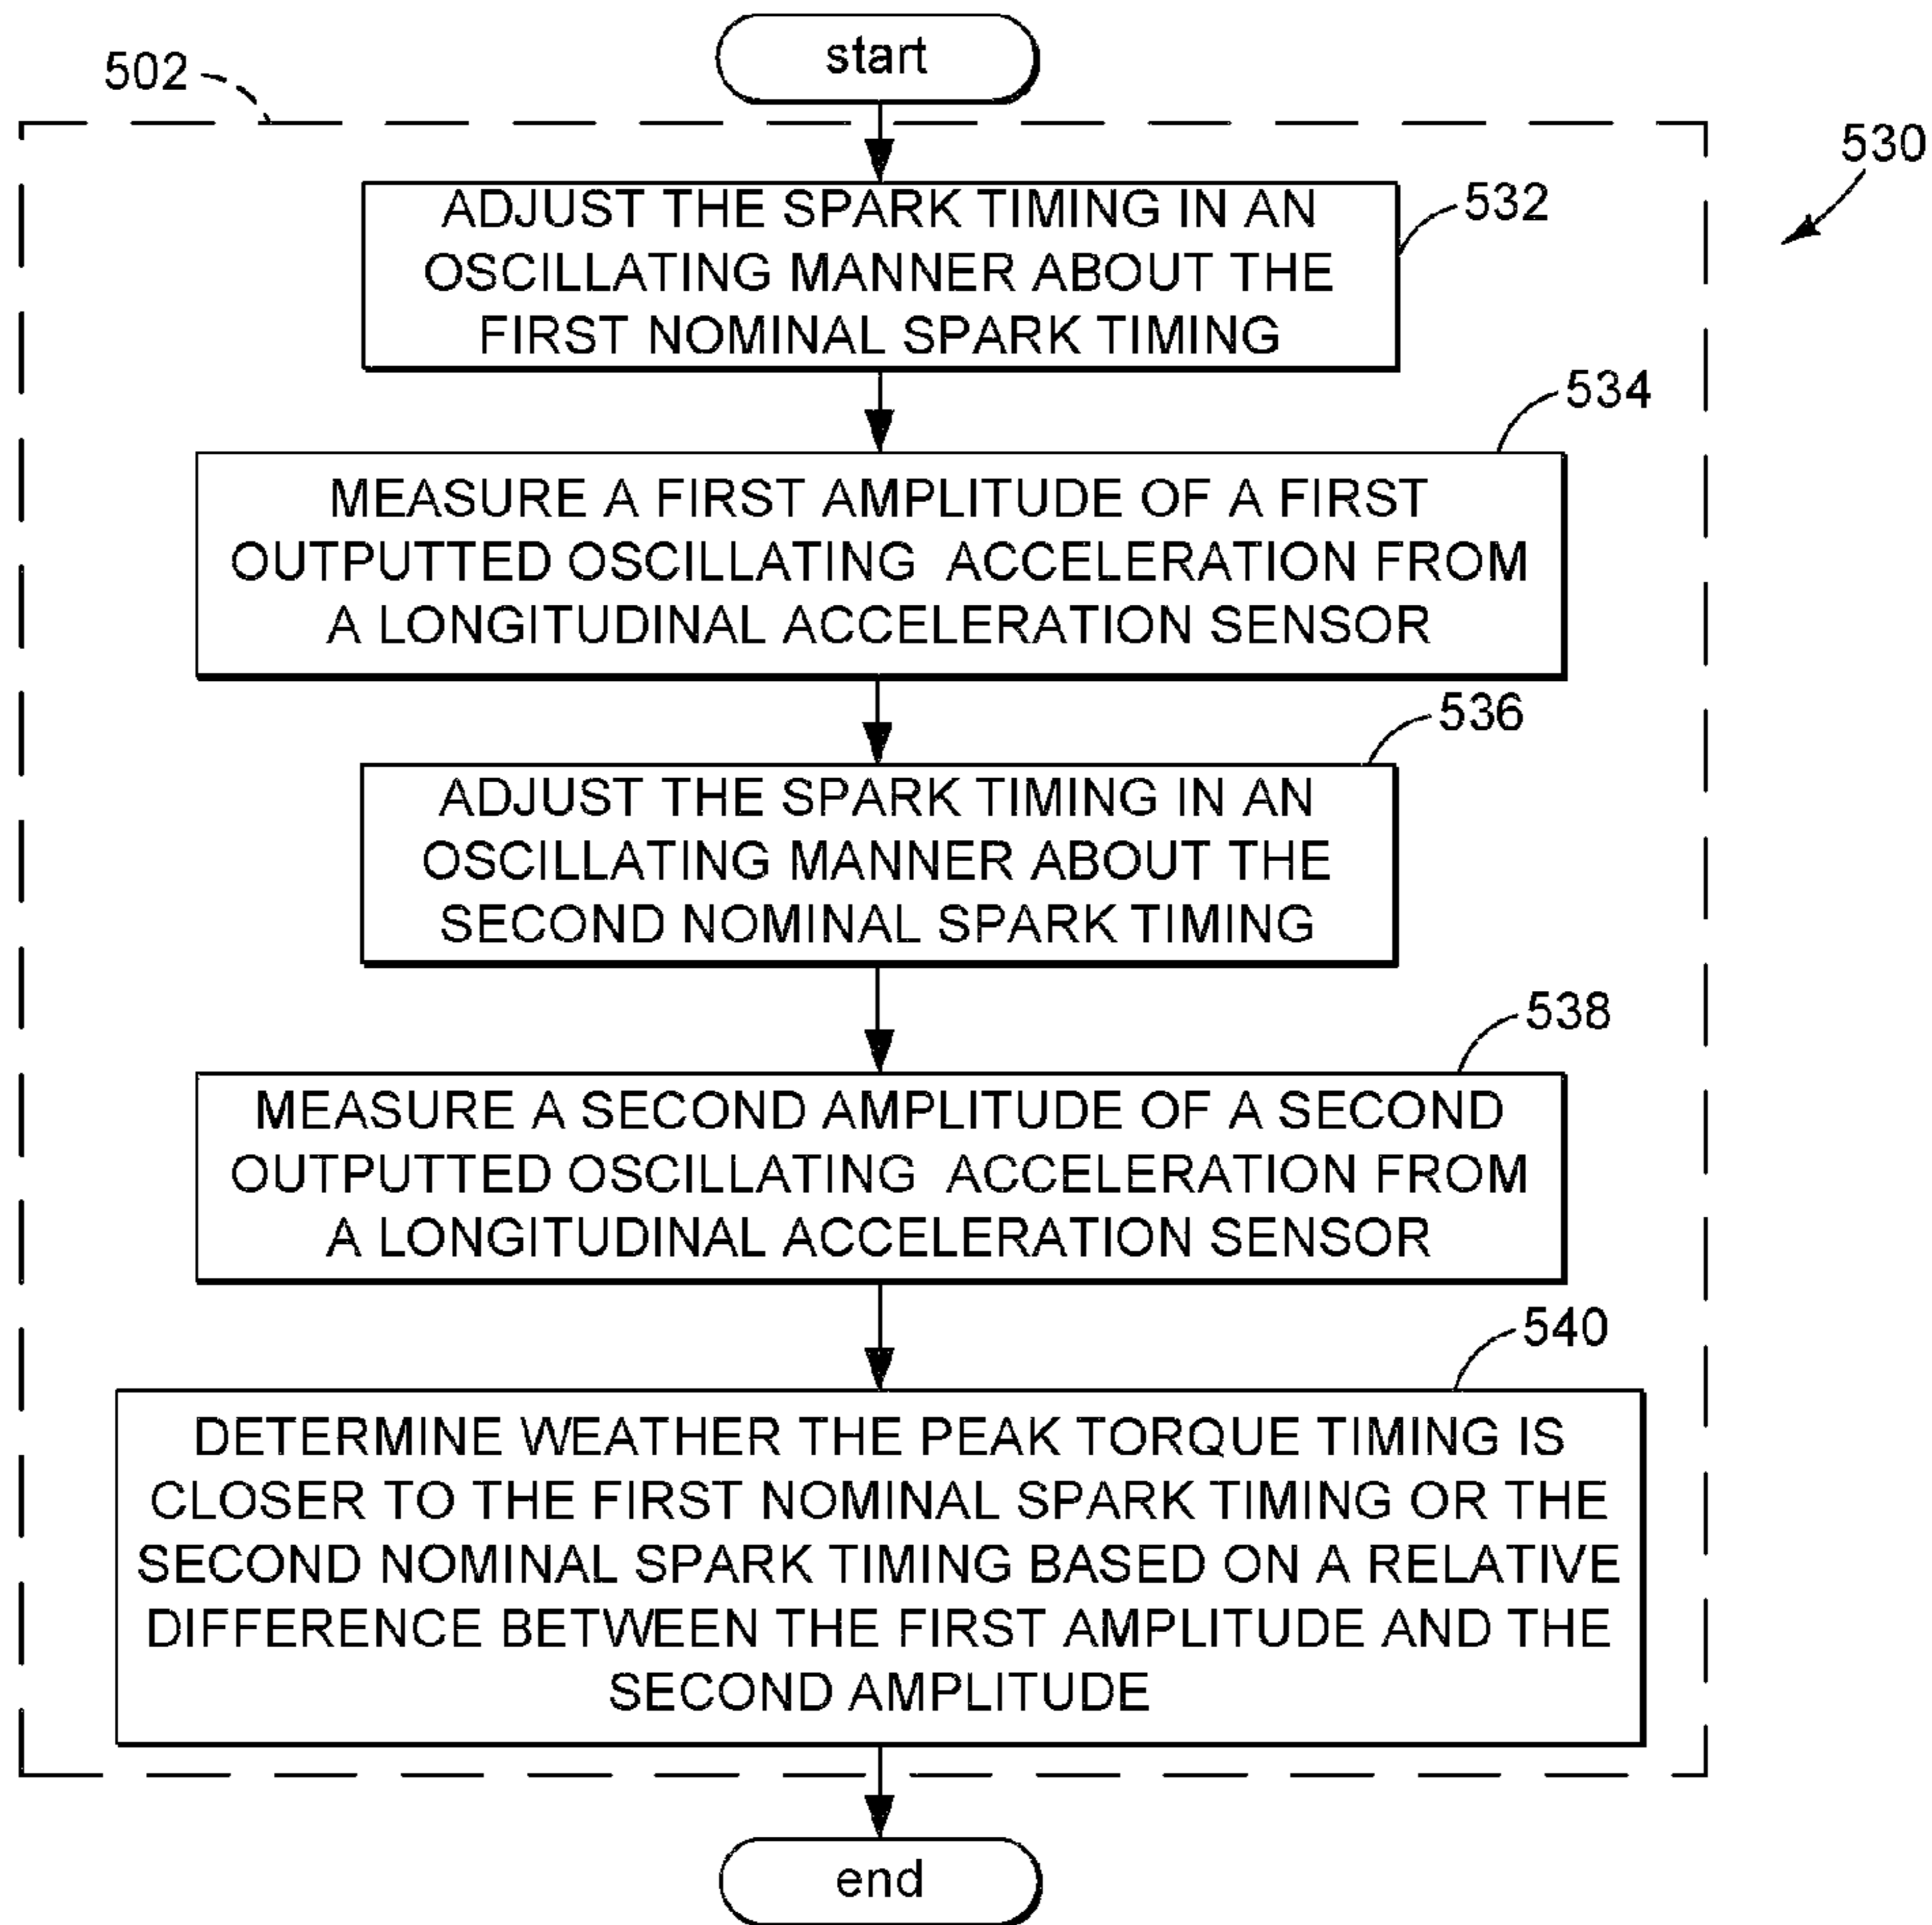 start
502
530
ADJUST THE SPARK TIMING IN AN
OSCILLATING MANNER ABOUT THE
FIRST NOMINAL SPARK TIMING
532
534
MEASURE A FIRST AMPLITUDE OF A FIRST
OUTPUTTED OSCILLATING ACCELERATION FROM
A LONGITUDINAL ACCELERATION SENSOR
536
ADJUST THE SPARK TIMING IN AN
OSCILLATING MANNER ABOUT THE
SECOND NOMINAL SPARK TIMING
538
MEASURE A SECOND AMPLITUDE OF A SECOND
OUTPUTTED OSCILLATING ACCELERATION FROM
A LONGITUDINAL ACCELERATION SENSOR
540
DETERMINE WEATHER THE PEAK TORQUE TIMING IS
CLOSER TO THE FIRST NOMINAL SPARK TIMING OR THE
SECOND NOMINAL SPARK TIMING BASED ON A RELATIVE
DIFFERENCE BETWEEN THE FIRST AMPLITUDE AND THE
SECOND AMPLITUDE
end